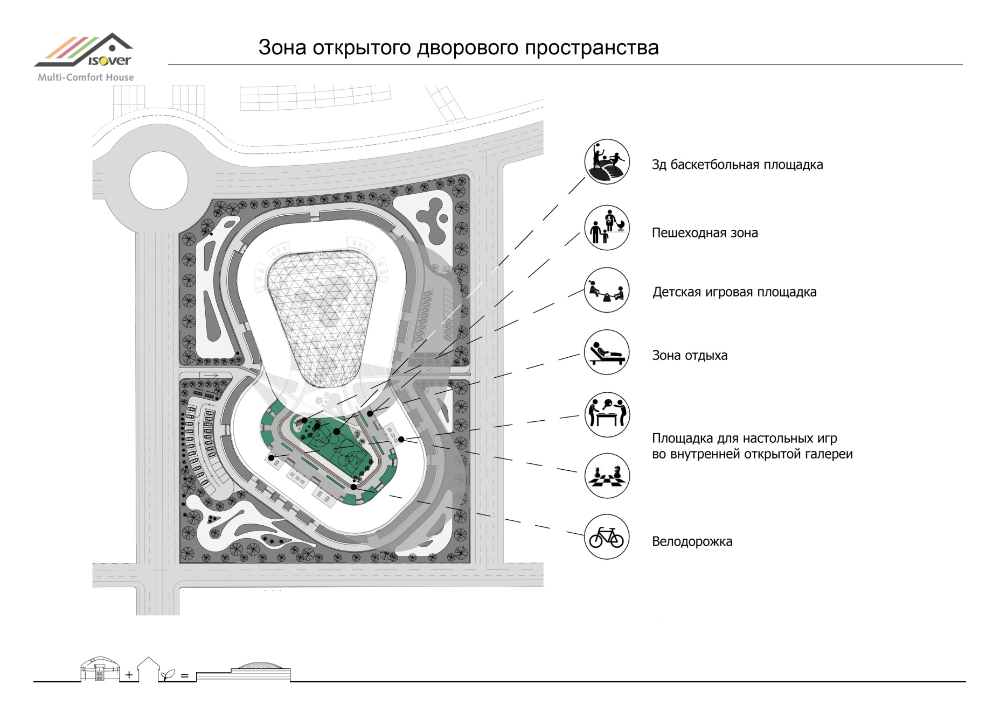 Зона открытого дворового пространства
ISOVER
Multi-Comfort House
3д баскетбольная площадка
Пешеходная зона
Детская игровая площадка
Зона отдыха
Площадка для настольных игр
во внутренней открытой галереи
Велодорожка
+ =